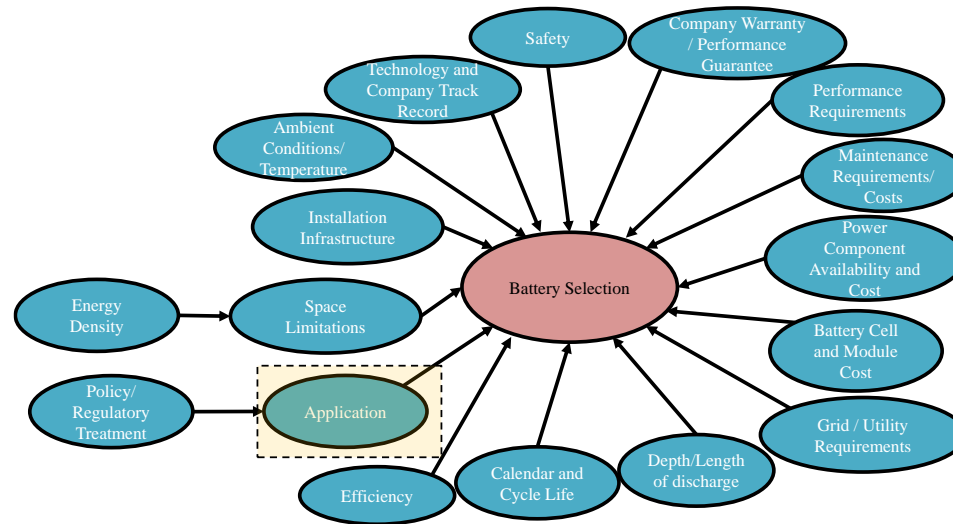 Safety
Company Warranty
/ Performance
Guarantee
Technology and
Company Track
Record
Performance
Requirements
Ambient
Conditions/
Temperature
Maintenance
Requirements/
Costs
Installation
Infrastructure
Power
Component
Availability and
Cost
Battery Selection
Energy
Density
Space
Limitations
Battery Cell
and Module
Cost
Policy/
Regulatory
Treatment
Application
Grid / Utility
Requirements
Efficiency
Calendar and
Cycle Life
Depth/Length
of discharge